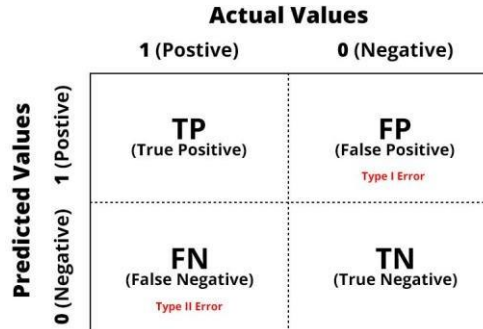 Actual Values
1 (Postive)
0 (Negative)
Predicted Values
1 (Postive)
TP
(True Positive)
FP
(False Positive)
Type I Error
0 (Negative)
FN
(False Negative)
Type II Error
TN
(True Negative)